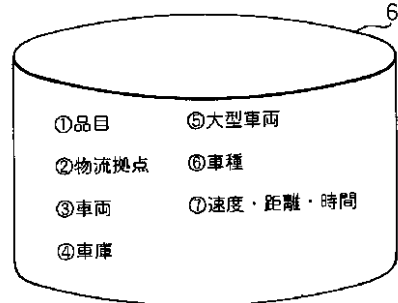 6
①品目
②物流拠点
③車両
④車庫
⑤大型車両
⑥車種
⑦速度・距離・時間